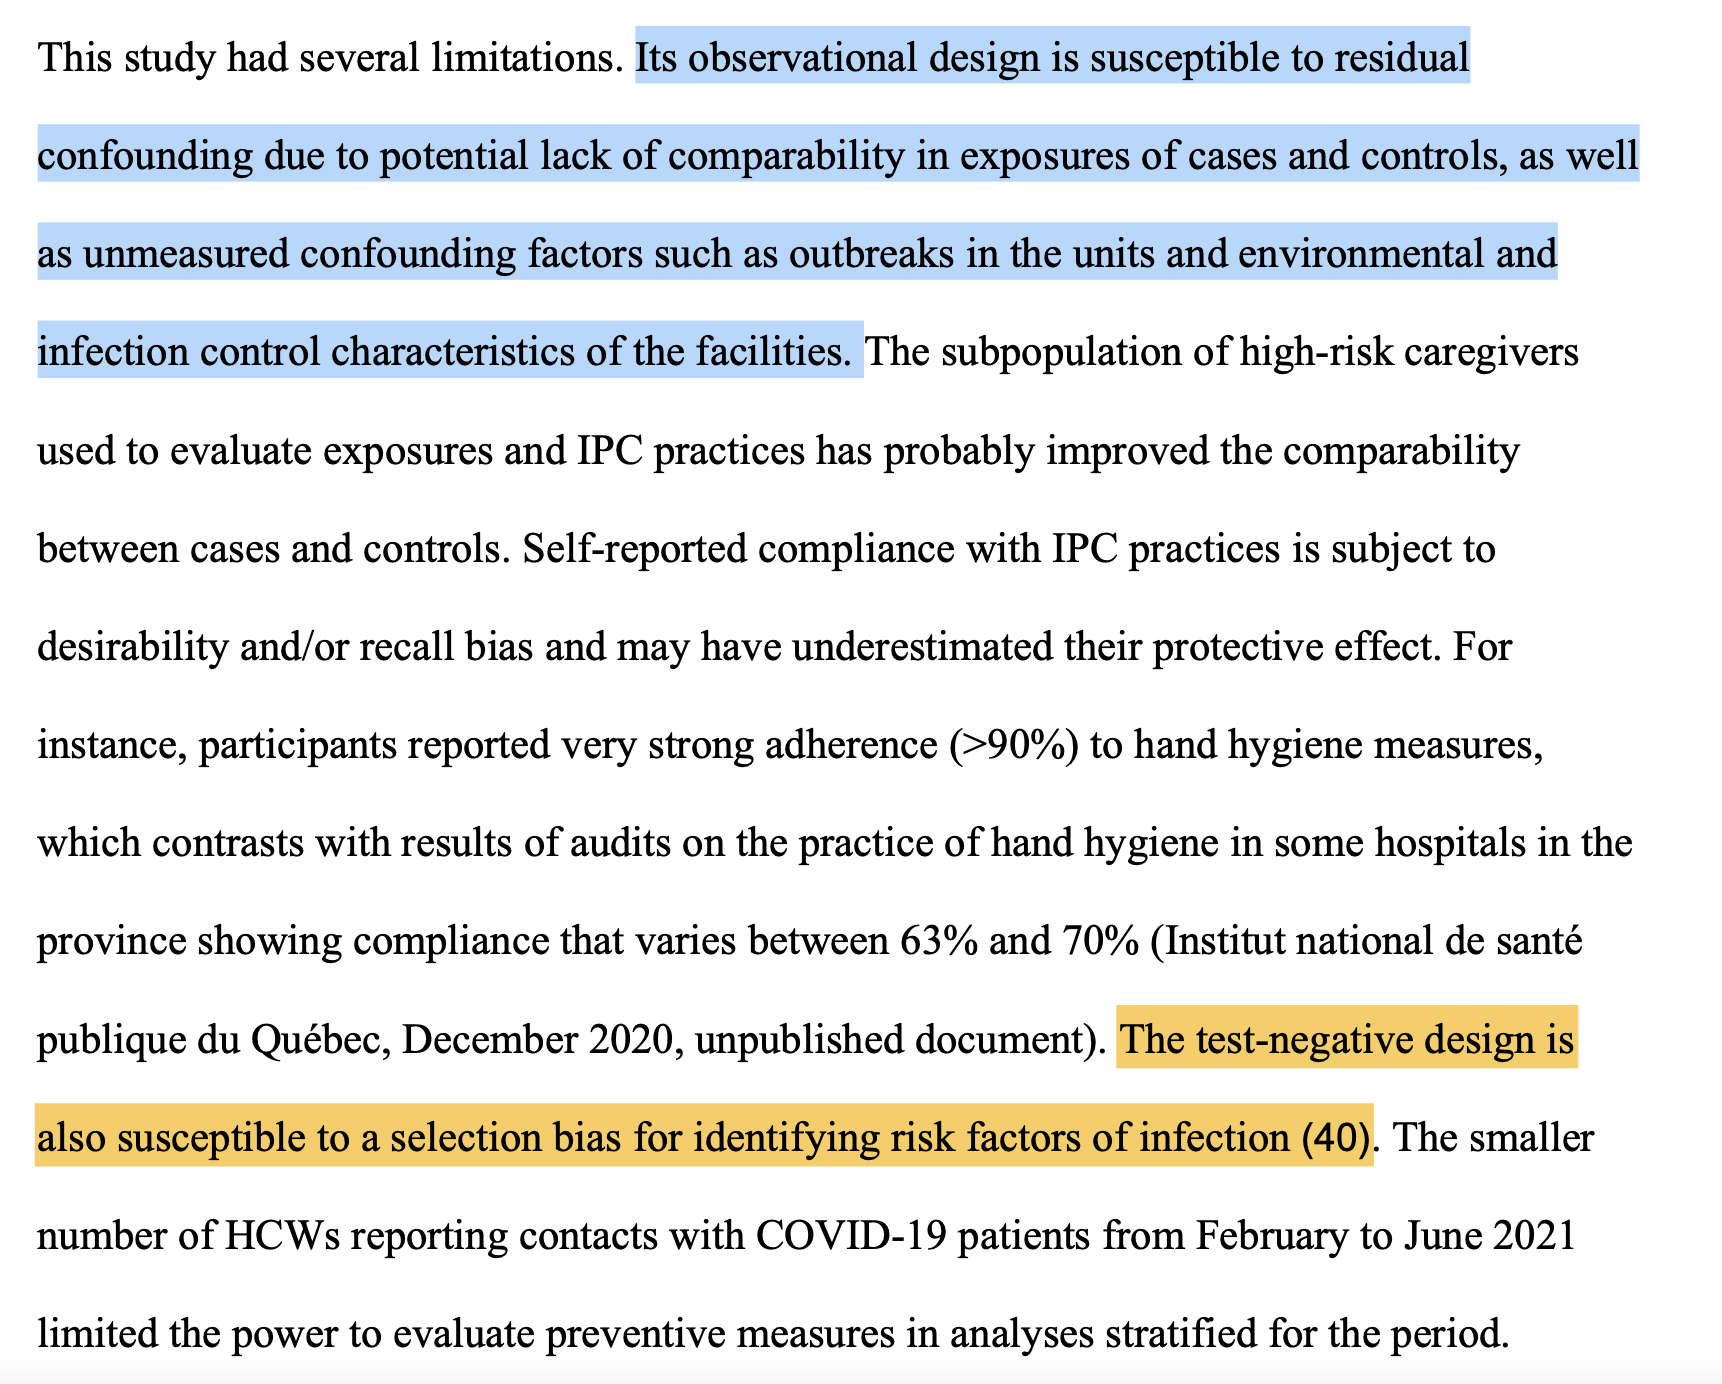 This study had several limitations. Its observational design is susceptible to residual
confounding due to potential lack of comparability in exposures of cases and controls, as well
as unmeasured confounding factors such as outbreaks in the units and environmental and
infection control characteristics of the facilities. The subpopulation of high-risk caregivers
used to evaluate exposures and IPC practices has probably improved the comparability
between cases and controls. Self-reported compliance with IPC practices is subject to
desirability and/or recall bias and may have underestimated their protective effect. For
instance, participants reported very strong adherence (>90%) to hand hygiene measures,
which contrasts with results of audits on the practice of hand hygiene in some hospitals in the
province showing compliance that varies between 63% and 70% (Institut national de santé
publique du Québec, December 2020, unpublished document). The test-negative design is
also susceptible to a selection bias for identifying risk factors of infection (40). The smaller
number of HCWs reporting contacts with COVID-19 patients from February to June 2021
limited the power to evaluate preventive measures in analyses stratified for the period.